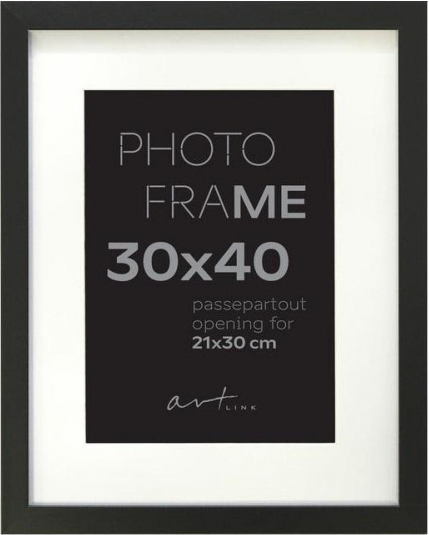 PHOTO
FRAME
30x40
passepartout
opening for
21x30 cm
art
LINK